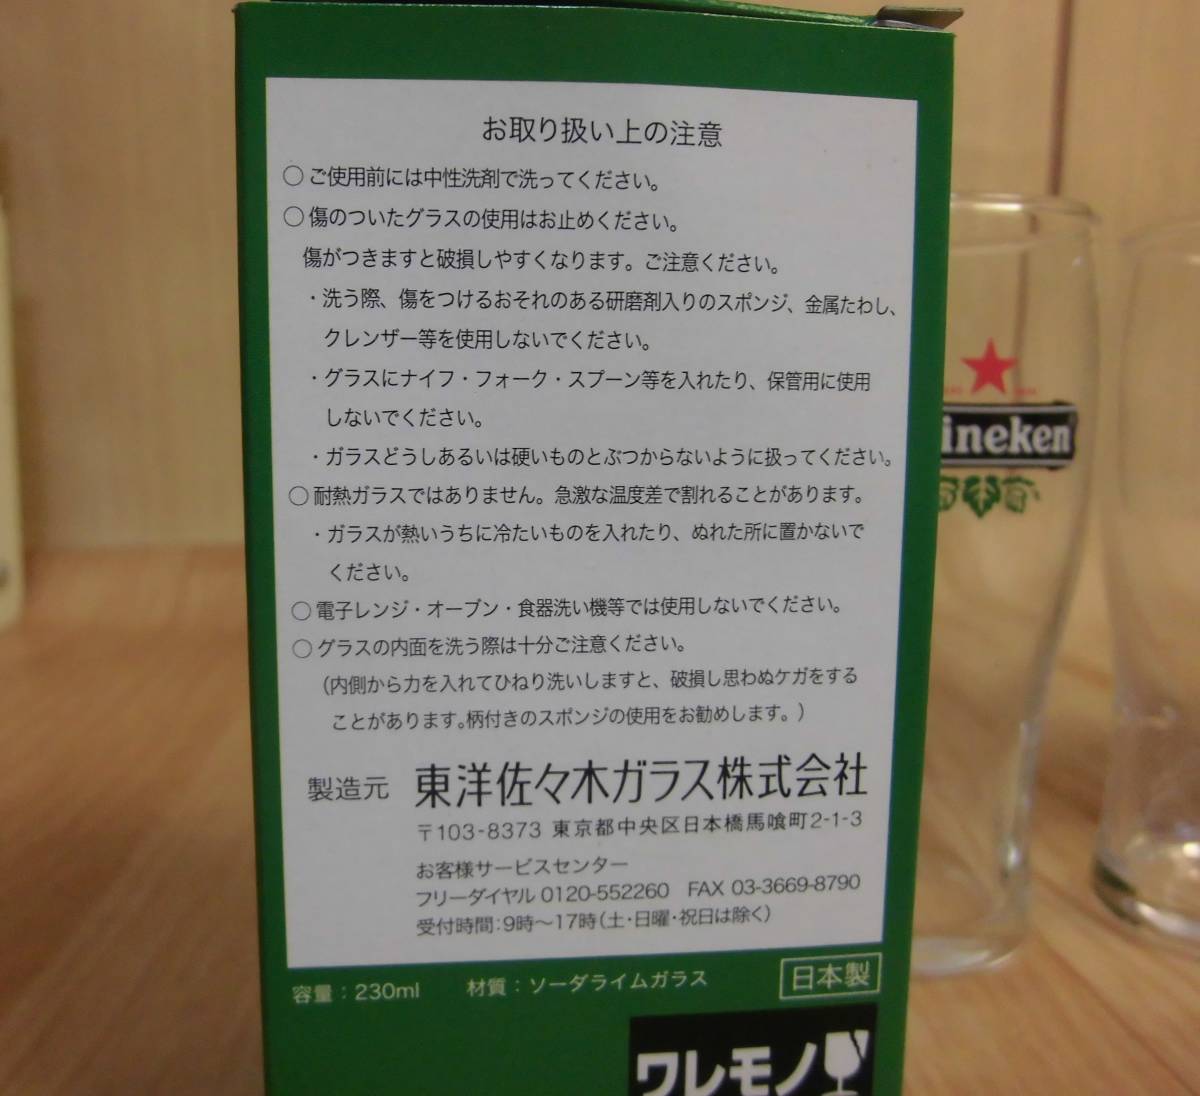 お取り扱い上の注意
○ご使用前には中性洗剤で洗ってください。
○傷のついたグラスの使用はお止めください。
傷がつきますと破損しやすくなります。ご注意ください。
・洗う際、傷をつけるおそれのある研磨剤入りのスポンジ、金属たわし、
クレンザー等を使用しないでください。
・グラスにナイフ・フォーク・スプーン等を入れたり、保管用に使用
しないでください。
・ガラスどうしあるいは硬いものとぶつからないように扱ってください。
○耐熱ガラスではありません。急激な温度差で割れることがあります。
・ガラスが熱いうちに冷たいものを入れたり、ぬれた所に置かないで
ください。
○電子レンジ・オーブン・食器洗い機等では使用しないでください。
○グラスの内面を洗う際は十分ご注意ください。
（内側から力を入れてひねり洗いしますと、破損し思わぬケガをする
ことがあります。柄付きのスポンジの使用をお勧めします。）
製造元 東洋佐々木ガラス株式会社
〒103-8373 東京都中央区日本橋馬喰町2-1-3
お客様サービスセンター
フリーダイヤル 0120-552260 FAX 03-3669-8790
受付時間：9時〜17時（土・日曜・祝日は除く）
容量：230ml 材質：ソーダライムガラス 日本製
ワレモノ
ineken